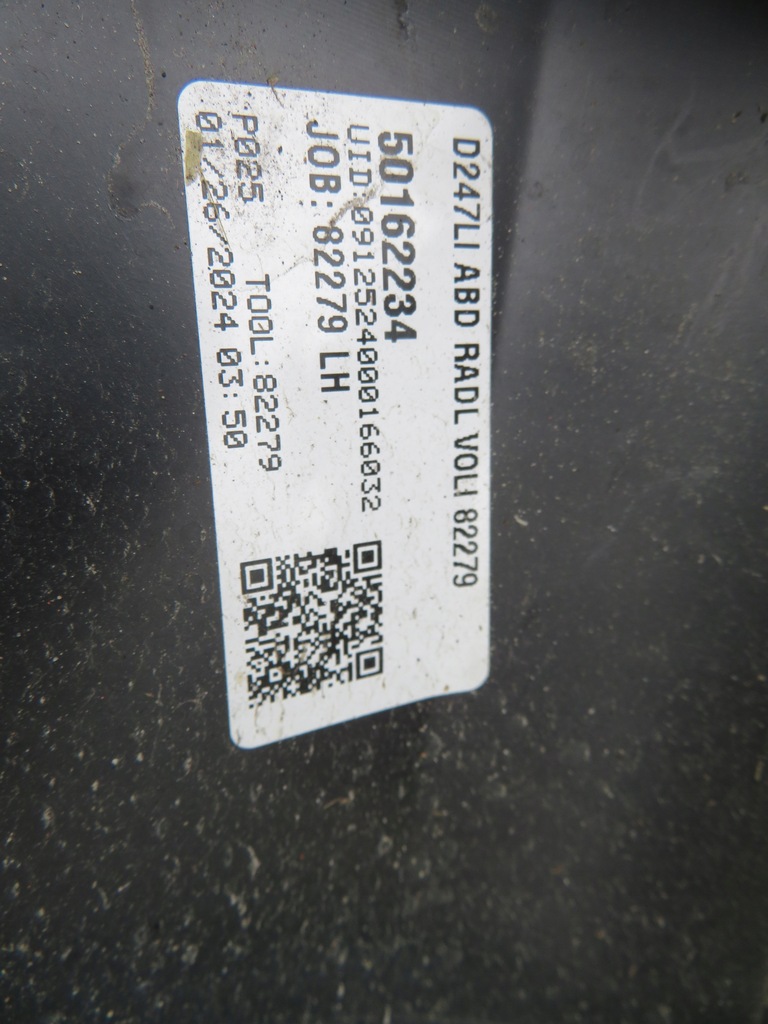 D247LI ABD RADL VOLI 82279
50162234
UID:0912524000166032
JOB: 82279 LH
P025 TOOL:82279
01/26/2024 03:50